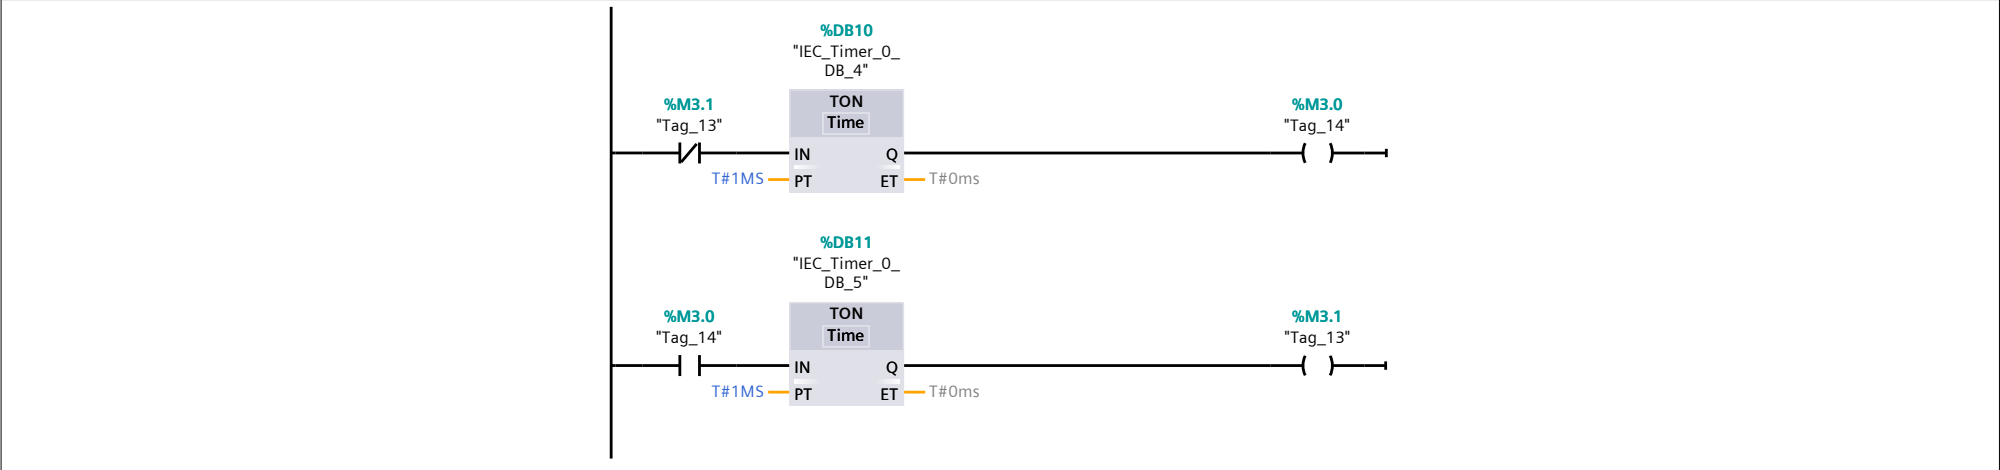 %DB10
"IEC_Timer_0_
DB_4"
%M3.1
"Tag_13"
TON
Time
%M3.0
"Tag_14"
IN
Q
T#1MS
PT
ET
T#0ms
%DB11
"IEC_Timer_0_
DB_5"
%M3.0
"Tag_14"
TON
Time
%M3.1
"Tag_13"
IN
Q
T#1MS
PT
ET
T#0ms